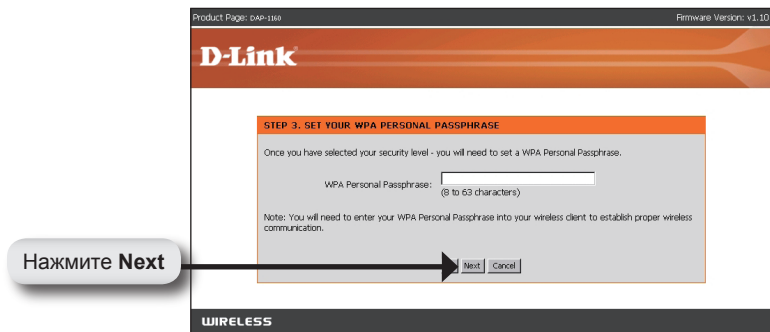 Product Page: DAP-1160 Firmware Version: v1.10
D-Link
STEP 3. SET YOUR WPA PERSONAL PASSPHRASE
Once you have selected your security level - you will need to set a WPA Personal Passphrase.
WPA Personal Passphrase:
(8 to 63 characters)
Note: You will need to enter your WPA Personal Passphrase into your wireless client to establish proper wireless
communication.
Нажмите Next
Next Cancel
WIRELESS